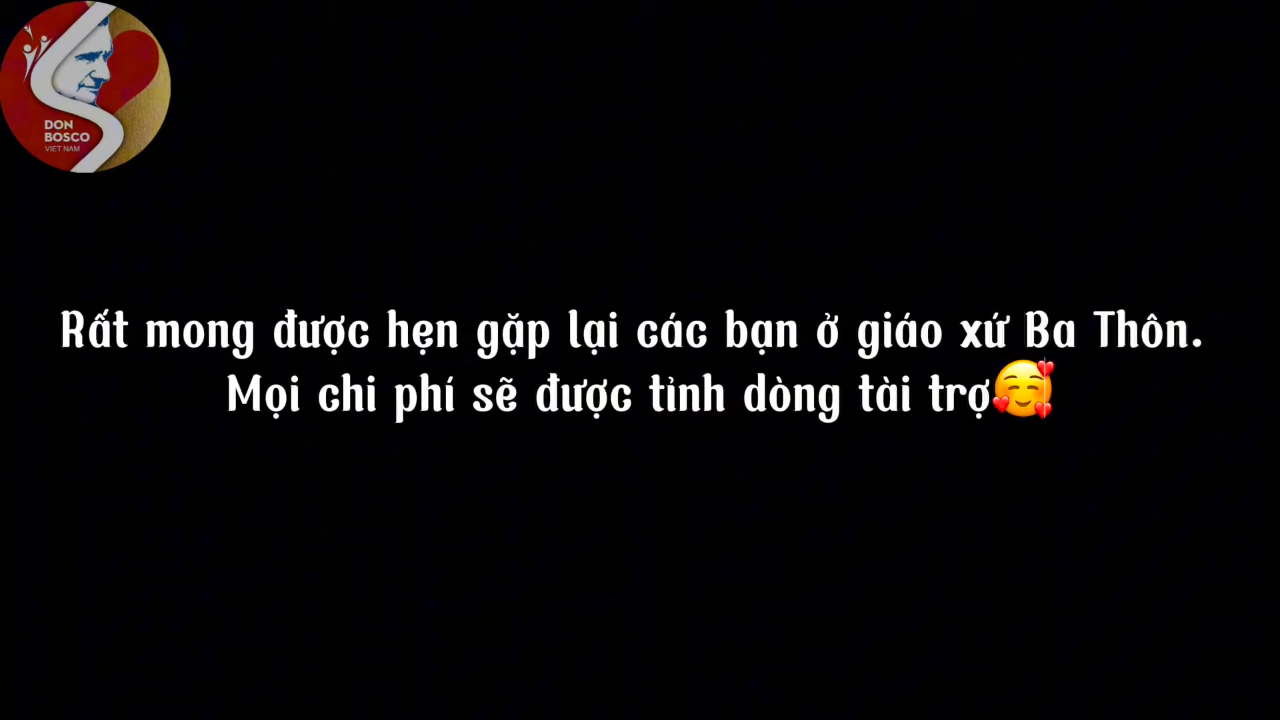 DON
BOSCO
VIET NAM
Rất mong được hẹn gặp lại các bạn ở giáo xứ Ba Thôn.
Mọi chi phí sẽ được tỉnh dòng tài trợ🥰